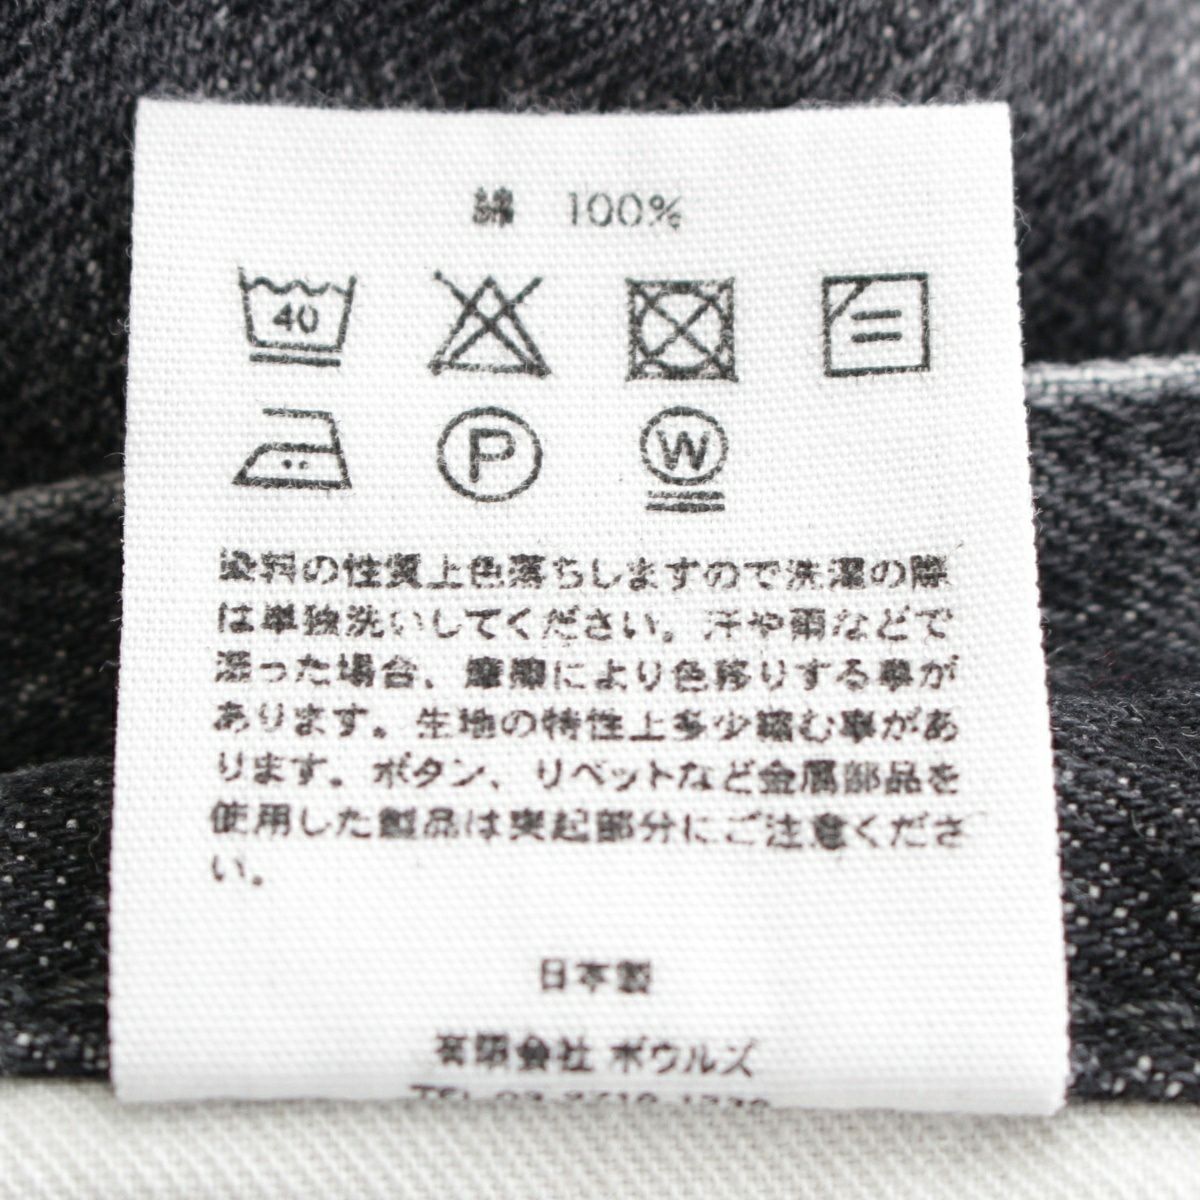 綿 100%
40
P
W
染料の性質上色落ちしますので洗濯の際
は単独洗いしてください。汗や雨などで
湿った場合、摩擦により色移りする事が
あります。生地の特性上多少縮む事があ
ります。ボタン、リベットなど金属部品を
使用した製品は突起部分にご注意くださ
い。
日本製
有限会社 ボウルズ
TEL